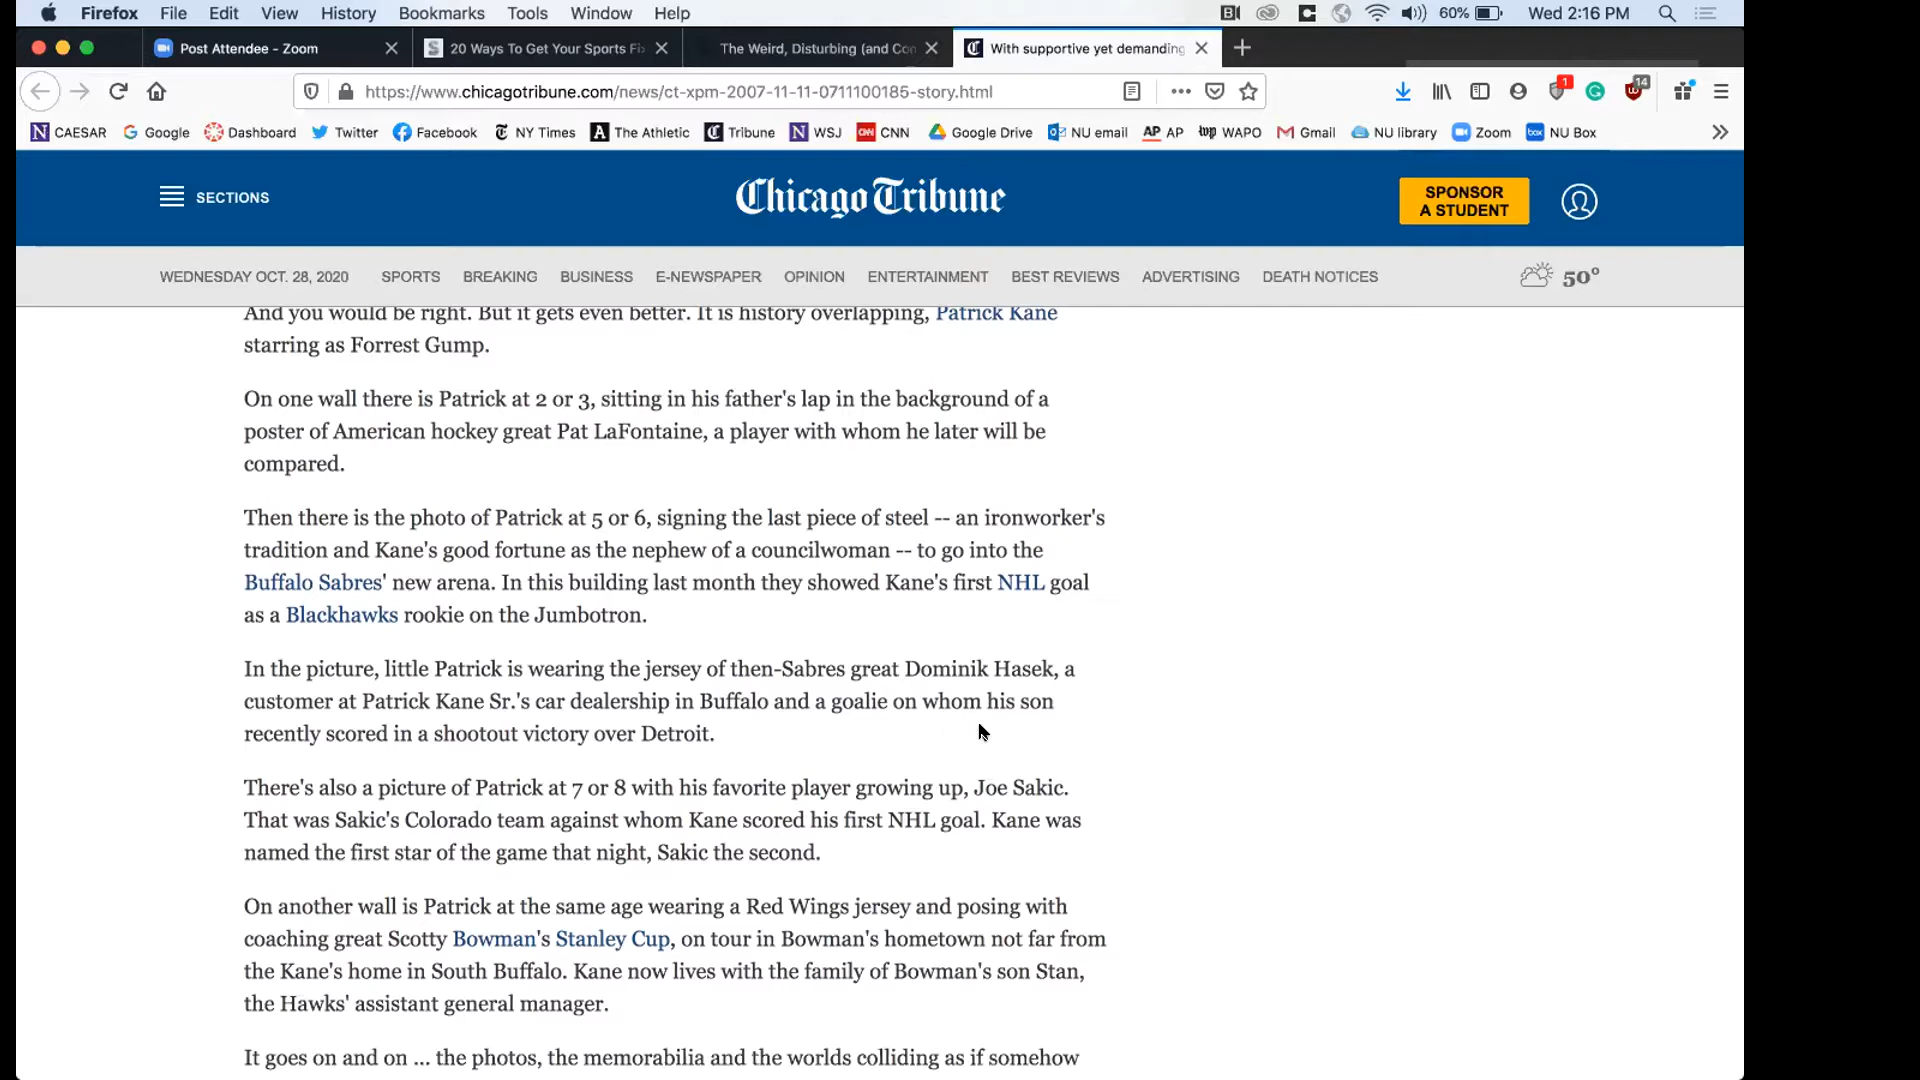 Firefox File Edit View History Bookmarks Tools Window Help 60% Wed 2:16 PM
Post Attendee - Zoom 20 Ways To Get Your Sports Fi The Weird, Disturbing (and Co With supportive yet demanding
https://www.chicagotribune.com/news/ct-xpm-2007-11-11-0711100185-story.html 1 14
CAESAR Google Dashboard Twitter Facebook NY Times The Athletic Tribune WSJ CNN Google Drive NU email AP AP WAPO Gmail NU library Zoom NU Box
SECTIONS Chicago Tribune SPONSOR
A STUDENT
WEDNESDAY OCT. 28, 2020 SPORTS BREAKING BUSINESS E-NEWSPAPER OPINION ENTERTAINMENT BEST REVIEWS ADVERTISING DEATH NOTICES 50°
And you would be right. But it gets even better. It is history overlapping, Patrick Kane
starring as Forrest Gump.
On one wall there is Patrick at 2 or 3, sitting in his father's lap in the background of a
poster of American hockey great Pat LaFontaine, a player with whom he later will be
compared.
Then there is the photo of Patrick at 5 or 6, signing the last piece of steel -- an ironworker's
tradition and Kane's good fortune as the nephew of a councilwoman -- to go into the
Buffalo Sabres' new arena. In this building last month they showed Kane's first NHL goal
as a Blackhawks rookie on the Jumbotron.
In the picture, little Patrick is wearing the jersey of then-Sabres great Dominik Hasek, a
customer at Patrick Kane Sr.'s car dealership in Buffalo and a goalie on whom his son
recently scored in a shootout victory over Detroit.
There's also a picture of Patrick at 7 or 8 with his favorite player growing up, Joe Sakic.
That was Sakic's Colorado team against whom Kane scored his first NHL goal. Kane was
named the first star of the game that night, Sakic the second.
On another wall is Patrick at the same age wearing a Red Wings jersey and posing with
coaching great Scotty Bowman's Stanley Cup, on tour in Bowman's hometown not far from
the Kane's home in South Buffalo. Kane now lives with the family of Bowman's son Stan,
the Hawks' assistant general manager.
It goes on and on ... the photos, the memorabilia and the worlds colliding as if somehow